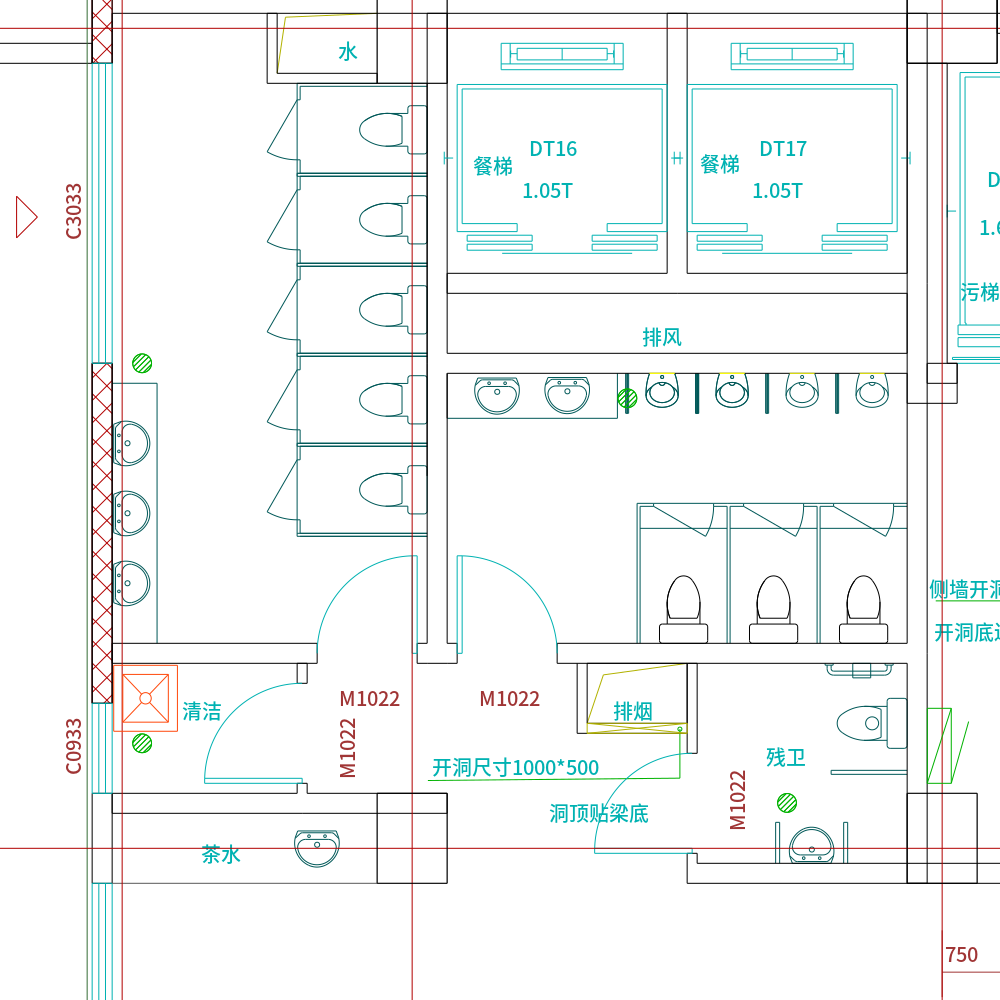 水
DT16
餐梯
1.05T
DT17
餐梯
1.05T
C3033
污梯
排风
侧墙开洞
开洞底
清洁
M1022
M1022
M1022
排烟
C0933
开洞尺寸1000*500
残卫
M1022
洞顶贴梁底
茶水
750